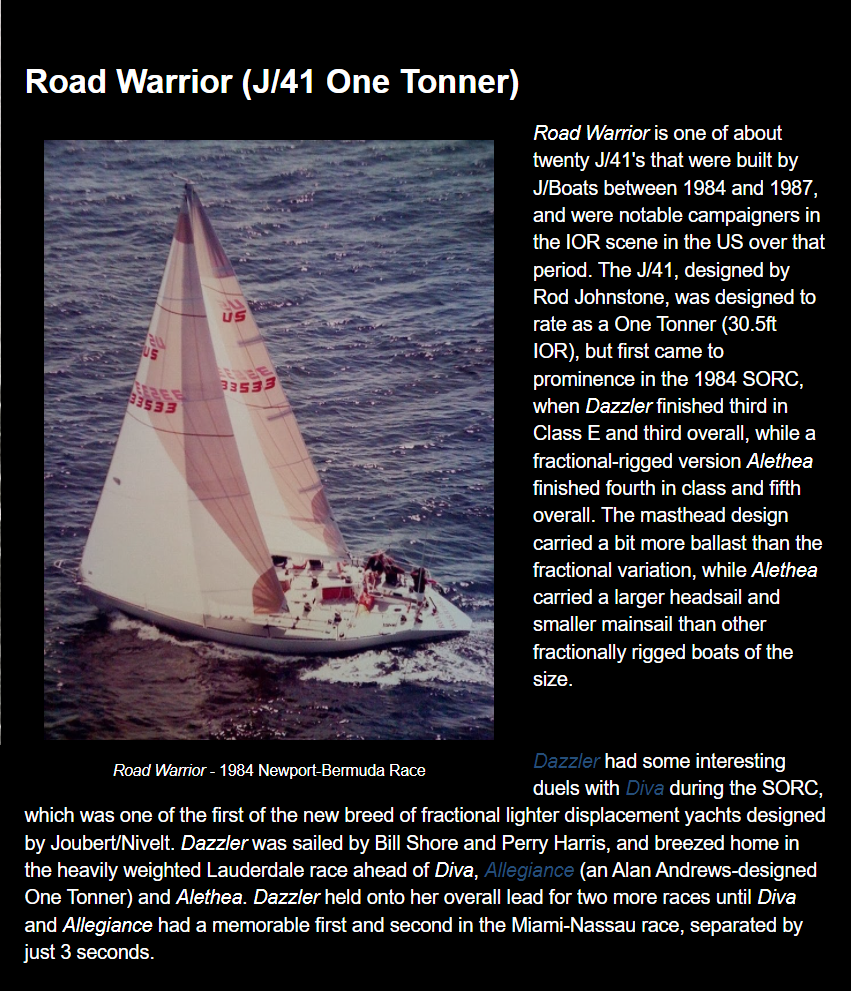 Road Warrior (J/41 One Tonner)
US
US
33533
33533
Road Warrior is one of about
twenty J/41's that were built by
J/Boats between 1984 and 1987,
and were notable campaigners in
the IOR scene in the US over that
period. The J/41, designed by
Rod Johnstone, was designed to
rate as a One Tonner (30.5ft
IOR), but first came to
prominence in the 1984 SORC,
when Dazzler finished third in
Class E and third overall, while a
fractional-rigged version Alethea
finished fourth in class and fifth
overall. The masthead design
carried a bit more ballast than the
fractional variation, while Alethea
carried a larger headsail and
smaller mainsail than other
fractionally rigged boats of the
size.
Road Warrior - 1984 Newport-Bermuda Race
Dazzler had some interesting
duels with Diva during the SORC,
which was one of the first of the new breed of fractional lighter displacement yachts designed
by Joubert/Nivelt. Dazzler was sailed by Bill Shore and Perry Harris, and breezed home in
the heavily weighted Lauderdale race ahead of Diva, Allegiance (an Alan Andrews-designed
One Tonner) and Alethea. Dazzler held onto her overall lead for two more races until Diva
and Allegiance had a memorable first and second in the Miami-Nassau race, separated by
just 3 seconds.